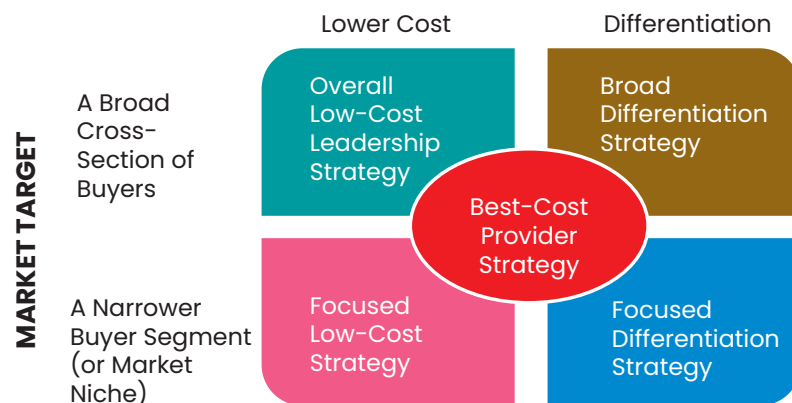 Lower Cost
Differentiation
MARKET TARGET
A Broad
Cross-
Section of
Buyers
Overall
Low-Cost
Leadership
Strategy
Broad
Differentiation
Strategy
Best-Cost
Provider
Strategy
A Narrower
Buyer Segment
(or Market
Niche)
Focused
Low-Cost
Strategy
Focused
Differentiation
Strategy